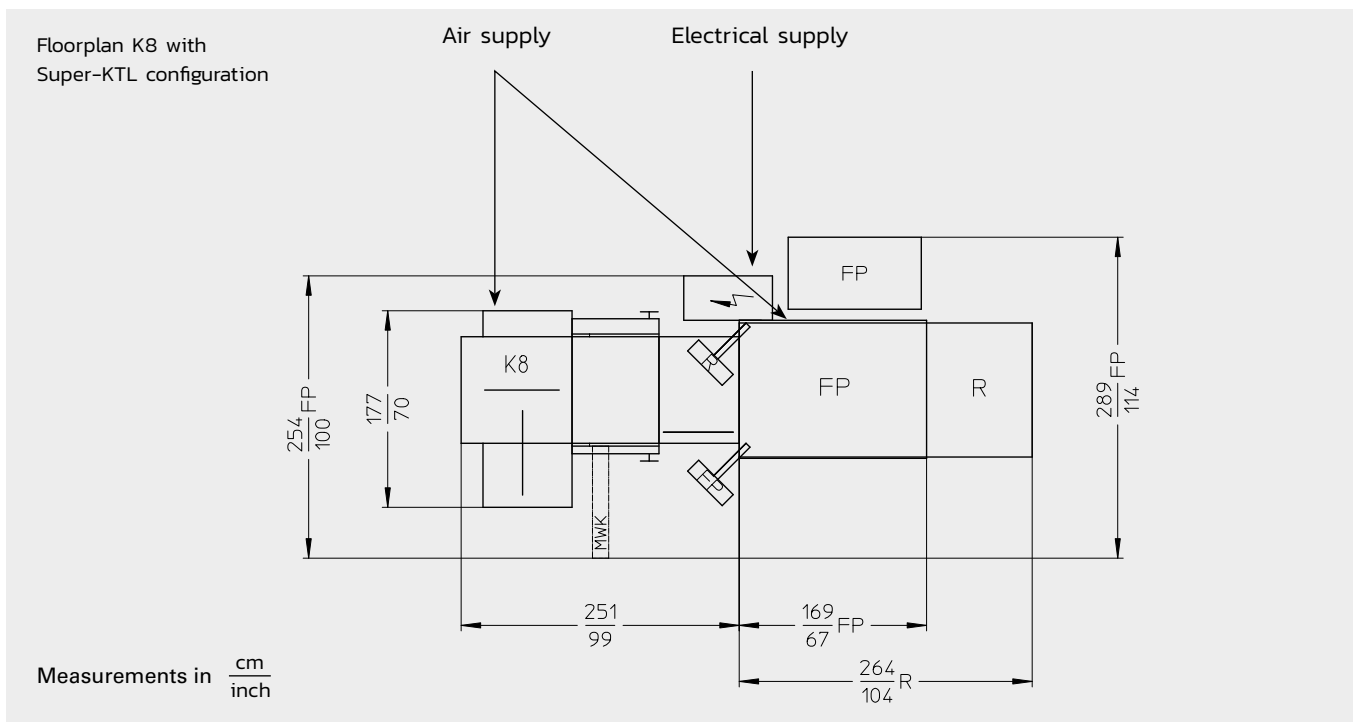 Floorplan K8 with
Super-KTL configuration
Air supply
Electrical supply
FP
K8
R
FP
R
FP
MWK
254
100
FP
177
70
289
114
FP
251
99
169
67
FP
264
104
R
Measurements in
cm
inch